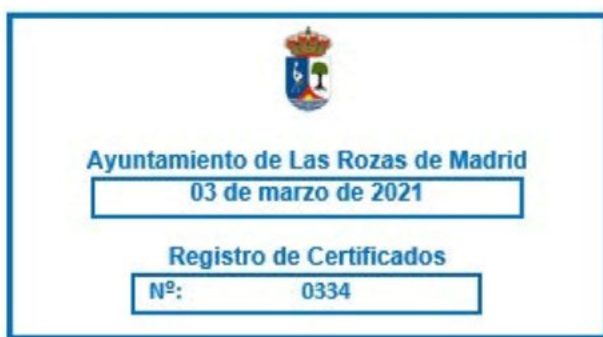 Ayuntamiento de Las Rozas de Madrid
03 de marzo de 2021
Registro de Certificados
Nº: 0334